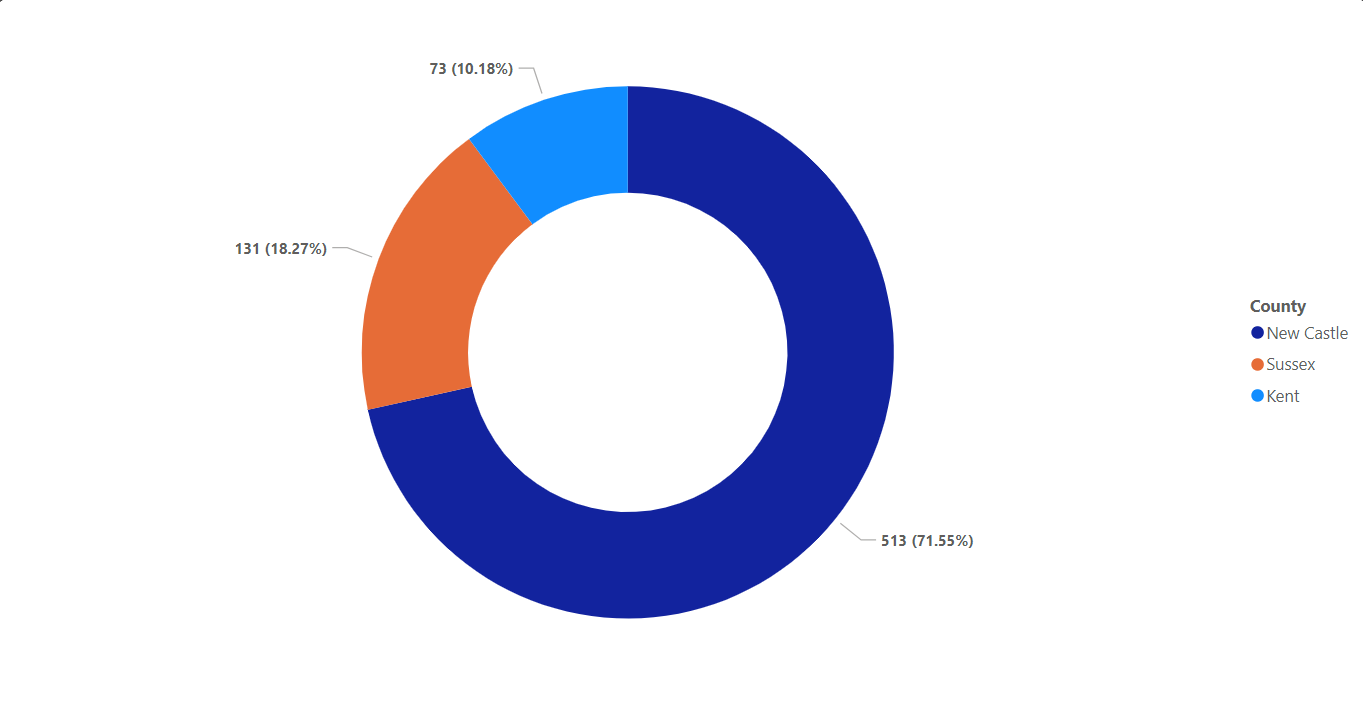 73 (10.18%)
131 (18.27%)
513 (71.55%)
County
New Castle
Sussex
Kent